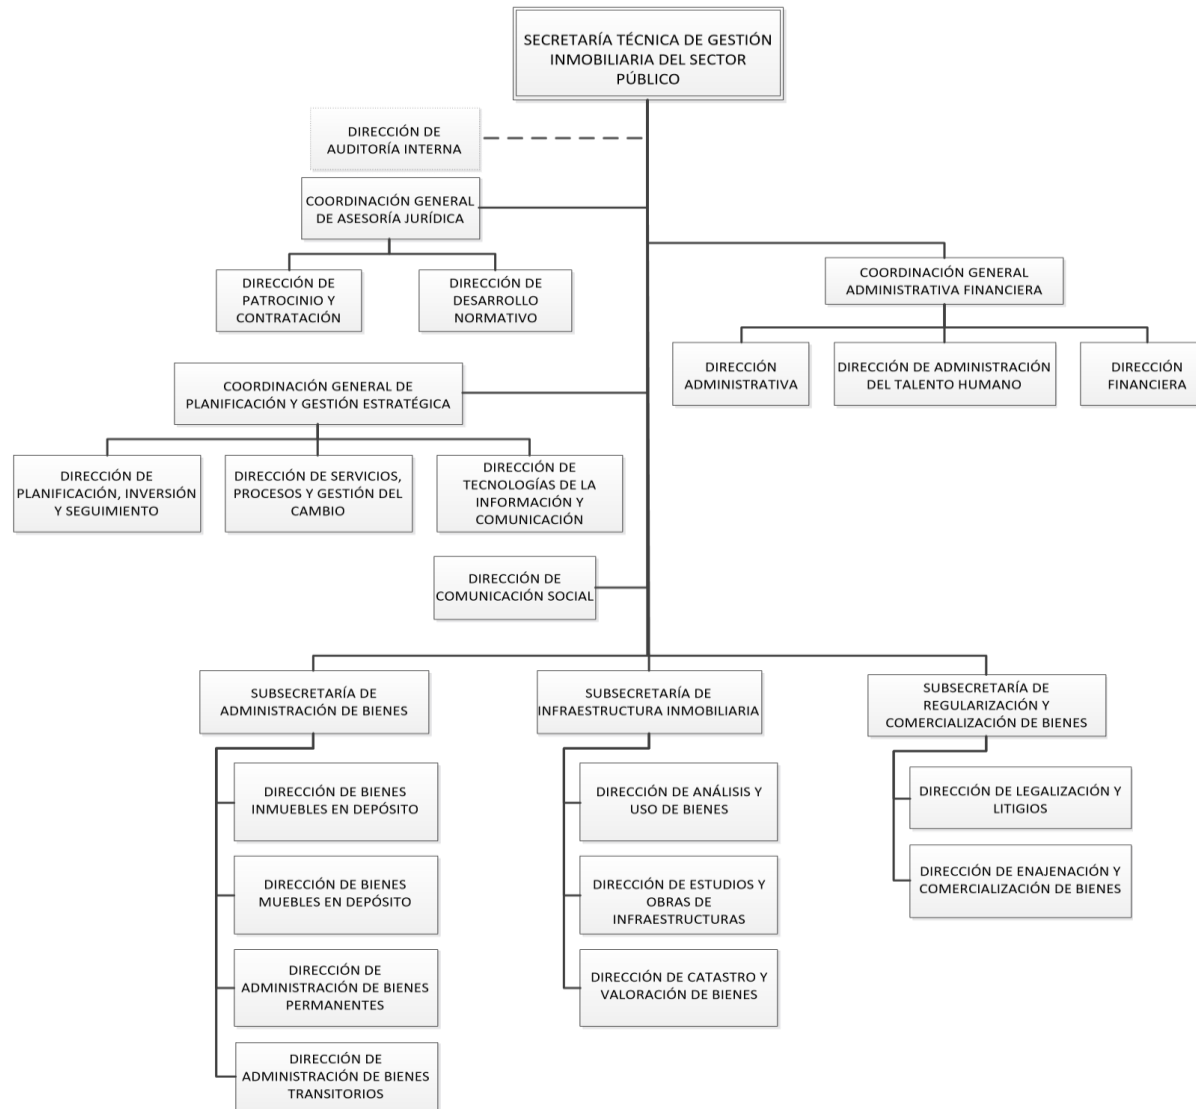 SECRETARÍA TÉCNICA DE GESTIÓN
INMOBILIARIA DEL SECTOR
PÚBLICO
DIRECCIÓN DE
AUDITORÍA INTERNA
COORDINACIÓN GENERAL
DE ASESORÍA JURÍDICA
DIRECCIÓN DE
PATROCINIO Y
CONTRATACIÓN
DIRECCIÓN DE
DESARROLLO
NORMATIVO
COORDINACIÓN GENERAL
ADMINISTRATIVA FINANCIERA
DIRECCIÓN
ADMINISTRATIVA
DIRECCIÓN DE ADMINISTRACIÓN
DEL TALENTO HUMANO
DIRECCIÓN
FINANCIERA
COORDINACIÓN GENERAL DE
PLANIFICACIÓN Y GESTIÓN ESTRATÉGICA
DIRECCIÓN DE
PLANIFICACIÓN, INVERSIÓN
Y SEGUIMIENTO
DIRECCIÓN DE SERVICIOS,
PROCESOS Y GESTIÓN DEL
CAMBIO
DIRECCIÓN DE
TECNOLOGÍAS DE LA
INFORMACIÓN Y
COMUNICACIÓN
DIRECCIÓN DE
COMUNICACIÓN SOCIAL
SUBSECRETARÍA DE
ADMINISTRACIÓN DE BIENES
DIRECCIÓN DE BIENES
INMUEBLES EN DEPÓSITO
DIRECCIÓN DE BIENES
MUEBLES EN DEPÓSITO
DIRECCIÓN DE
ADMINISTRACIÓN DE BIENES
PERMANENTES
DIRECCIÓN DE
ADMINISTRACIÓN DE BIENES
TRANSITORIOS
SUBSECRETARÍA DE
INFRAESTRUCTURA INMOBILIARIA
DIRECCIÓN DE ANÁLISIS Y
USO DE BIENES
DIRECCIÓN DE ESTUDIOS Y
OBRAS DE
INFRAESTRUCTURAS
DIRECCIÓN DE CATASTRO Y
VALORACIÓN DE BIENES
SUBSECRETARÍA DE
REGULARIZACIÓN Y
COMERCIALIZACIÓN DE BIENES
DIRECCIÓN DE LEGALIZACIÓN Y
LITIGIOS
DIRECCIÓN DE ENAJENACIÓN Y
COMERCIALIZACIÓN DE BIENES